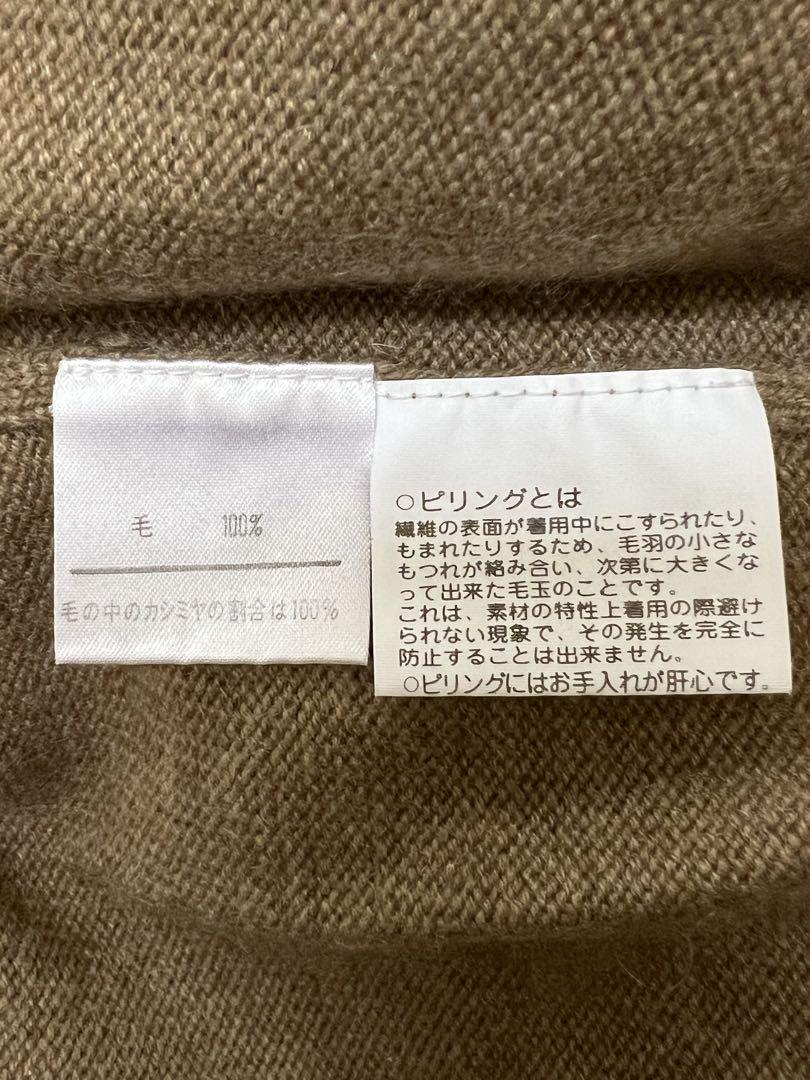 毛 100%
毛の中のカシミヤの割合は100%
○ピリングとは
繊維の表面が着用中にこすられたり、
もまれたりするため、毛羽の小さな
もつれが絡み合い、次第に大きくな
って出来た毛玉のことです。
これは、素材の特性上着用の際避け
られない現象で、その発生を完全に
防止することは出来ません。
○ピリングにはお手入れが肝心です。